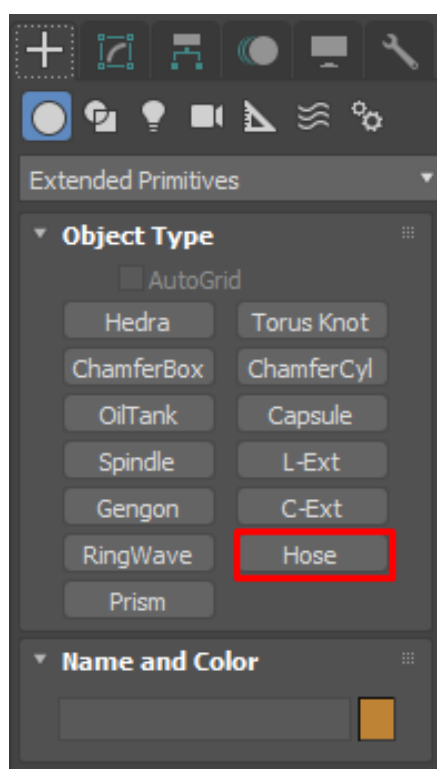 Extended Primitives
Object Type
AutoGrid
Hedra Torus Knot
ChamferBox ChamferCyl
OilTank Capsule
Spindle L-Ext
Gengon C-Ext
RingWave Hose
Prism
Name and Color